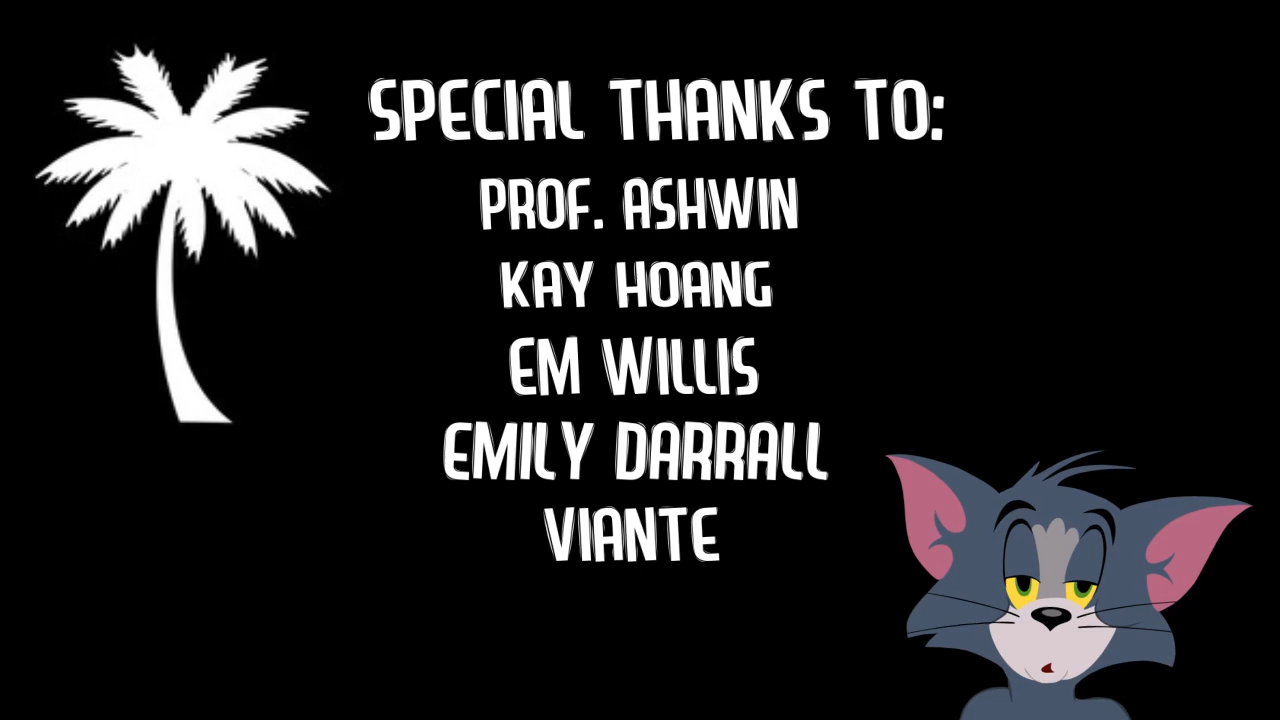 SPECIAL THANKS TO:
PROF. ASHWIN
KAY HOANG
EM WILLIS
EMILY DARRALL
VIANTE